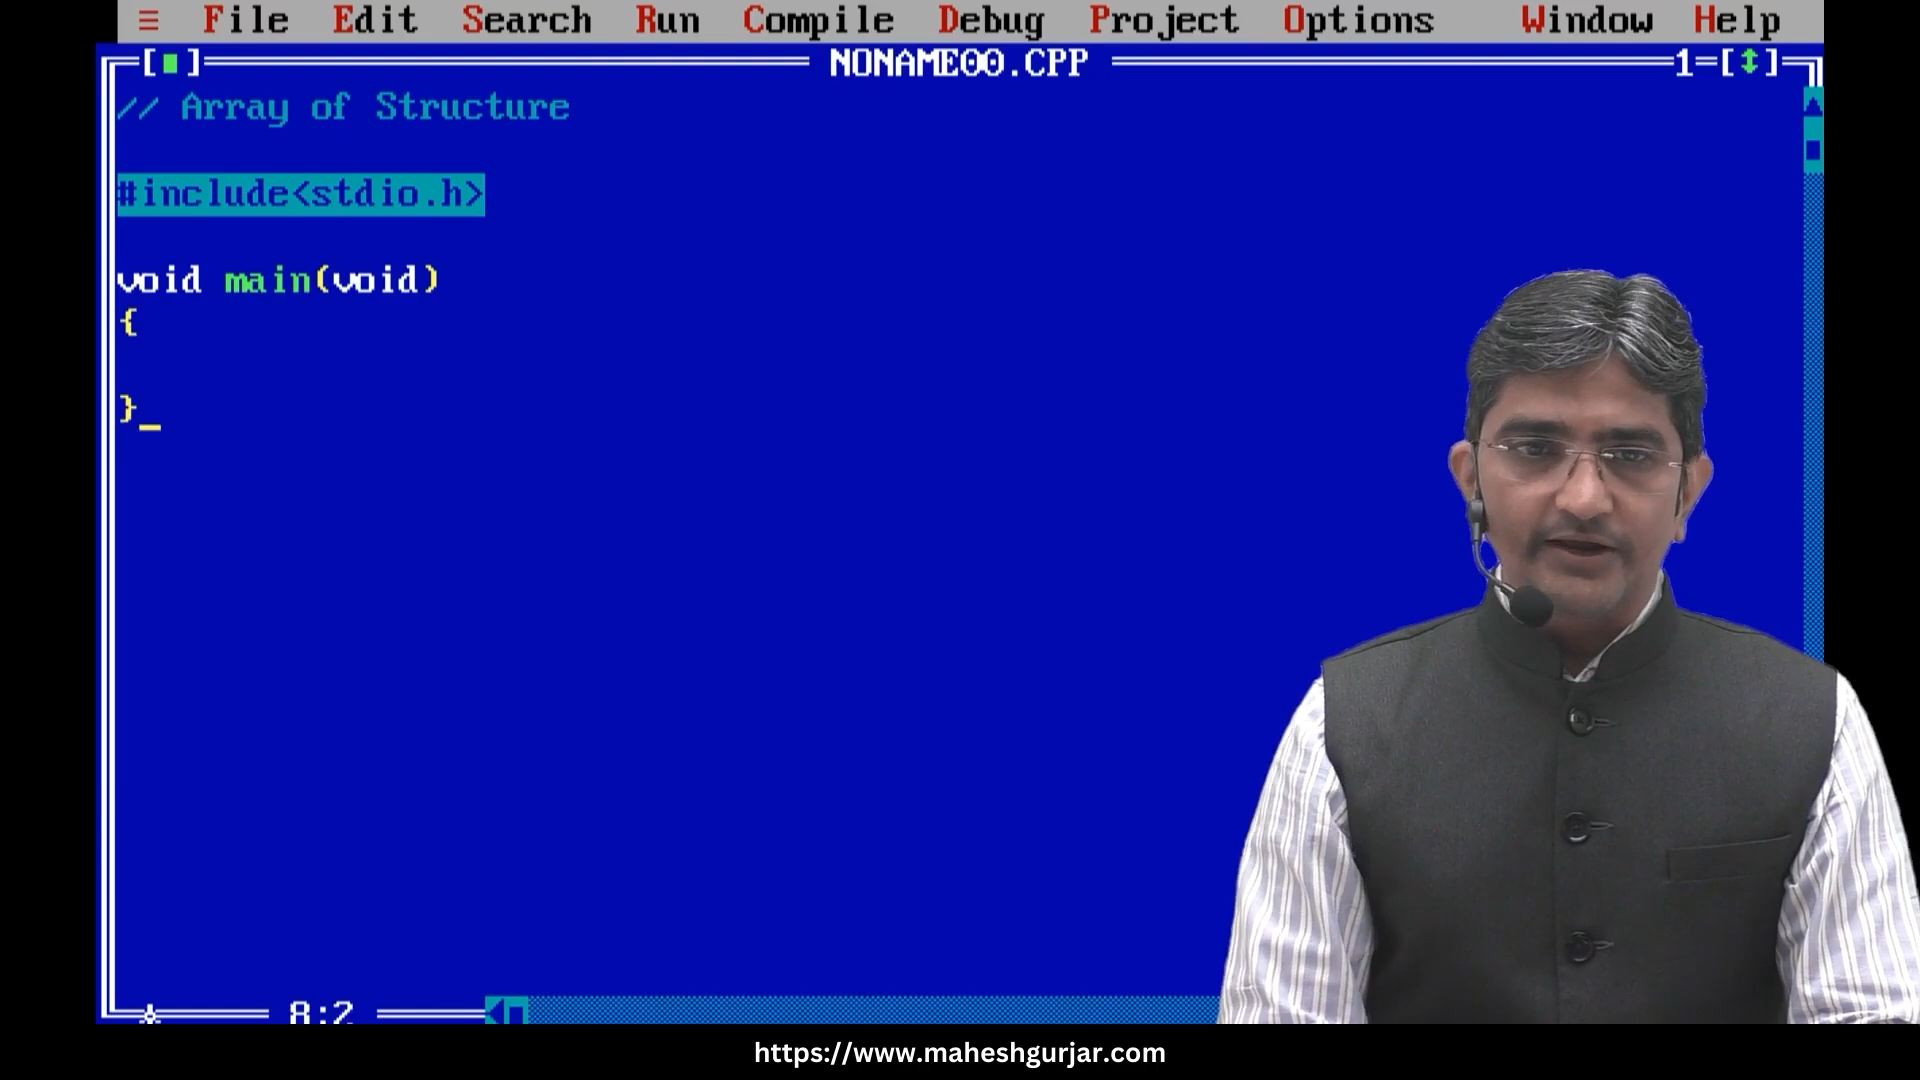 ≡ File Edit Search Run Compile Debug Project Options Window Help
[■] NONAME00.CPP 1=[↕]
// Array of Structure
#include<stdio.h>
void main(void)
{
}_
* 8:2
https://www.maheshgurjar.com